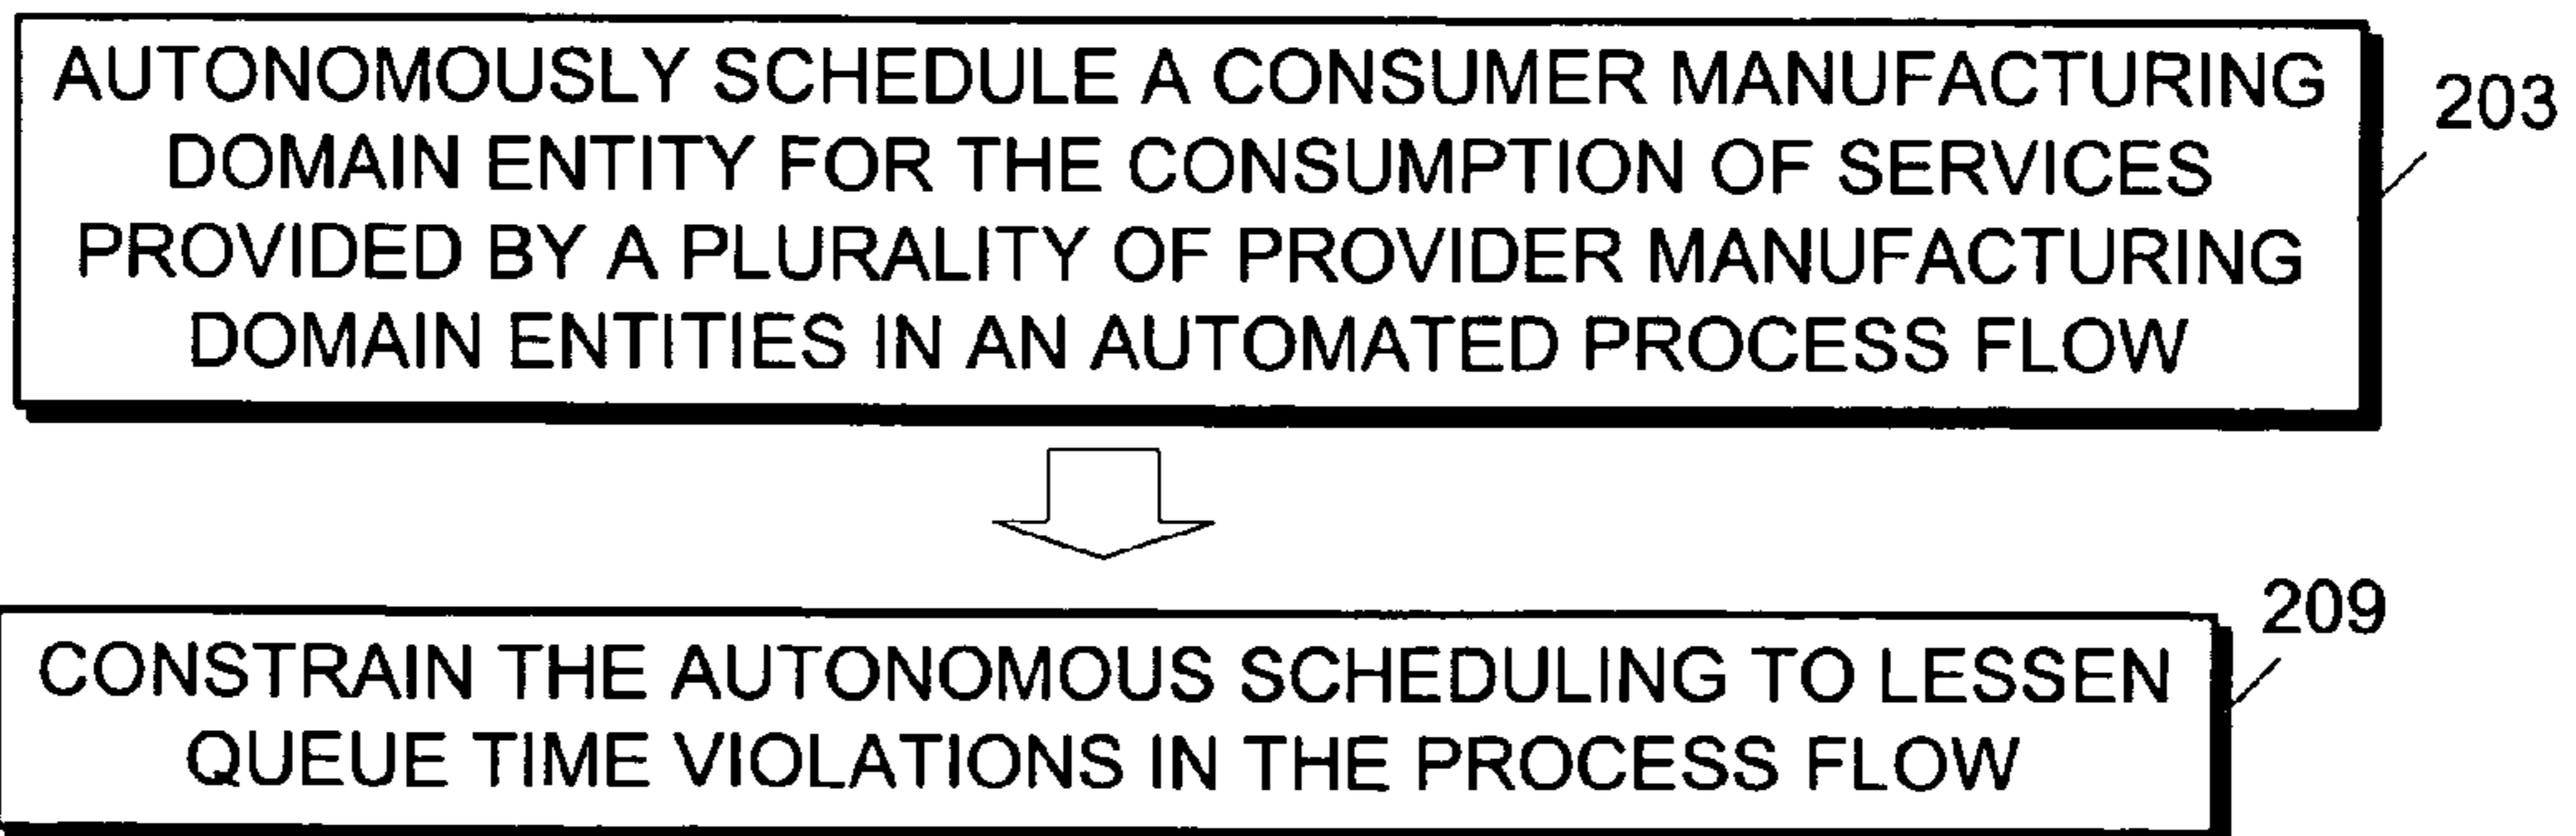 AUTONOMOUSLY SCHEDULE A CONSUMER MANUFACTURING
DOMAIN ENTITY FOR THE CONSUMPTION OF SERVICES
PROVIDED BY A PLURALITY OF PROVIDER MANUFACTURING
DOMAIN ENTITIES IN AN AUTOMATED PROCESS FLOW
203
CONSTRAIN THE AUTONOMOUS SCHEDULING TO LESSEN
QUEUE TIME VIOLATIONS IN THE PROCESS FLOW
209